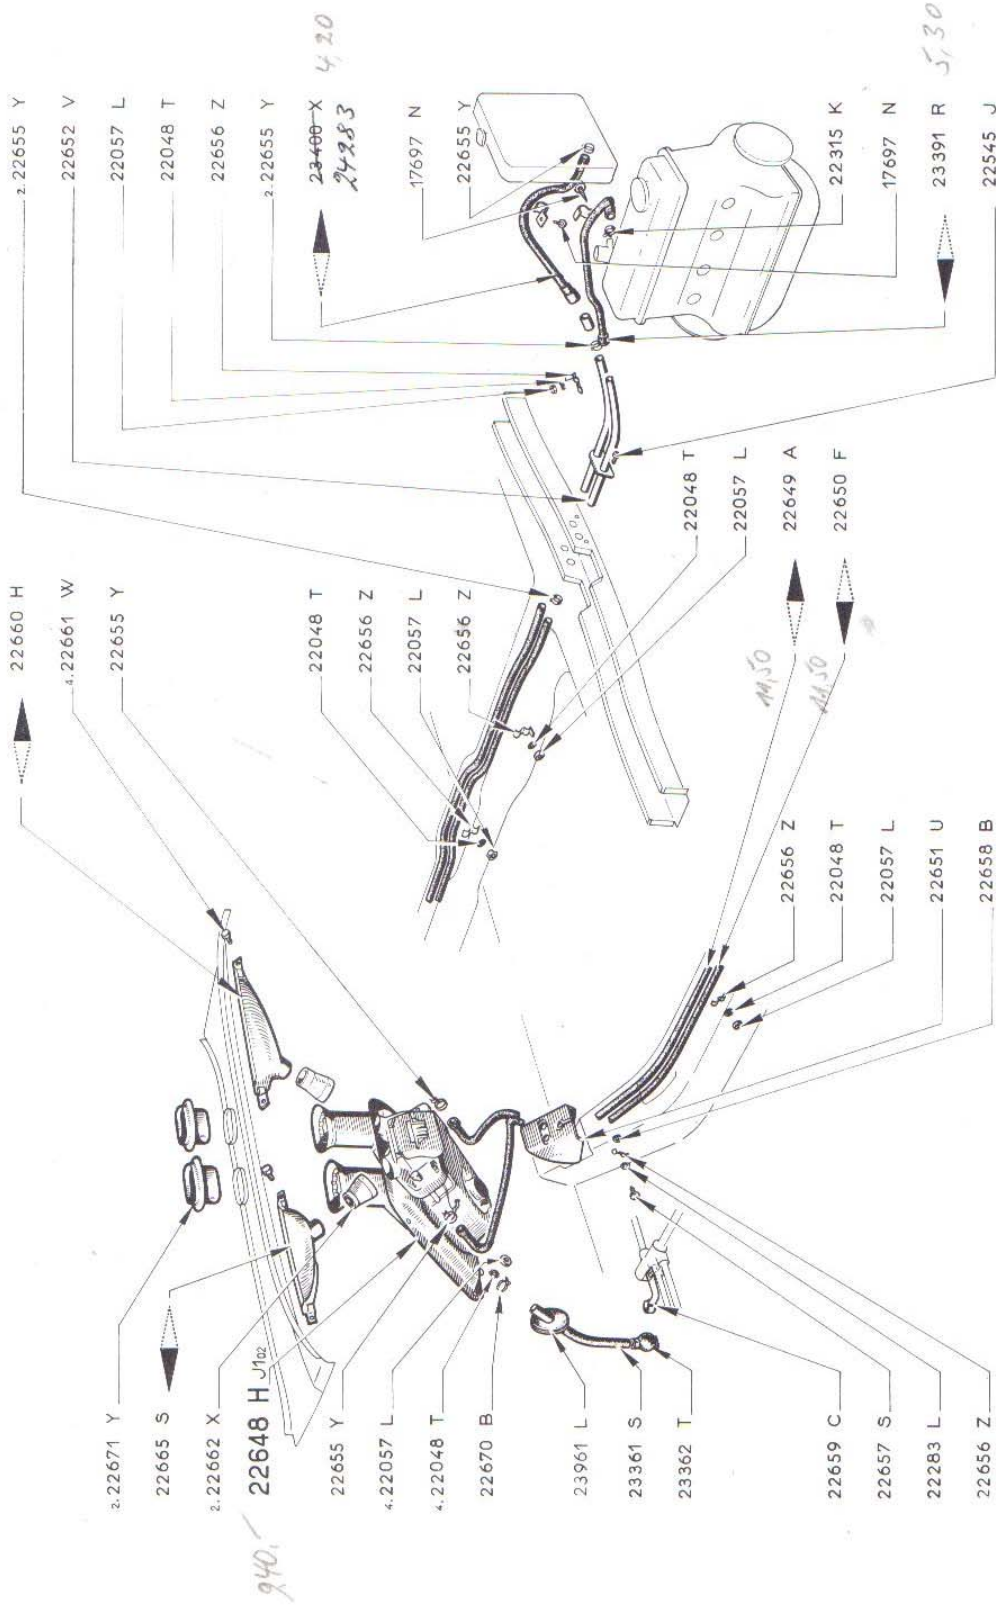 2. 22655 Y
22652 V
22057 L
22048 T
22656 Z
2. 22655 Y
23400 X 4,20
24283
17697 N
22655 Y
22315 K
17697 N
23391 R 5,30
22545 J
22660 H
4. 22661 W
22655 Y
22048 T
22656 Z
22057 L
22656 Z
22048 T
22057 L
22649 A
11,50
22650 F
11,50
22656 Z
22048 T
22057 L
22651 U
22658 B
2. 22671 Y
22665 S
2. 22662 X
940,-
22648 H J102
22655 Y
4. 22057 L
4. 22048 T
22670 B
23961 L
23361 S
23362 T
22659 C
22657 S
22283 L
22656 Z